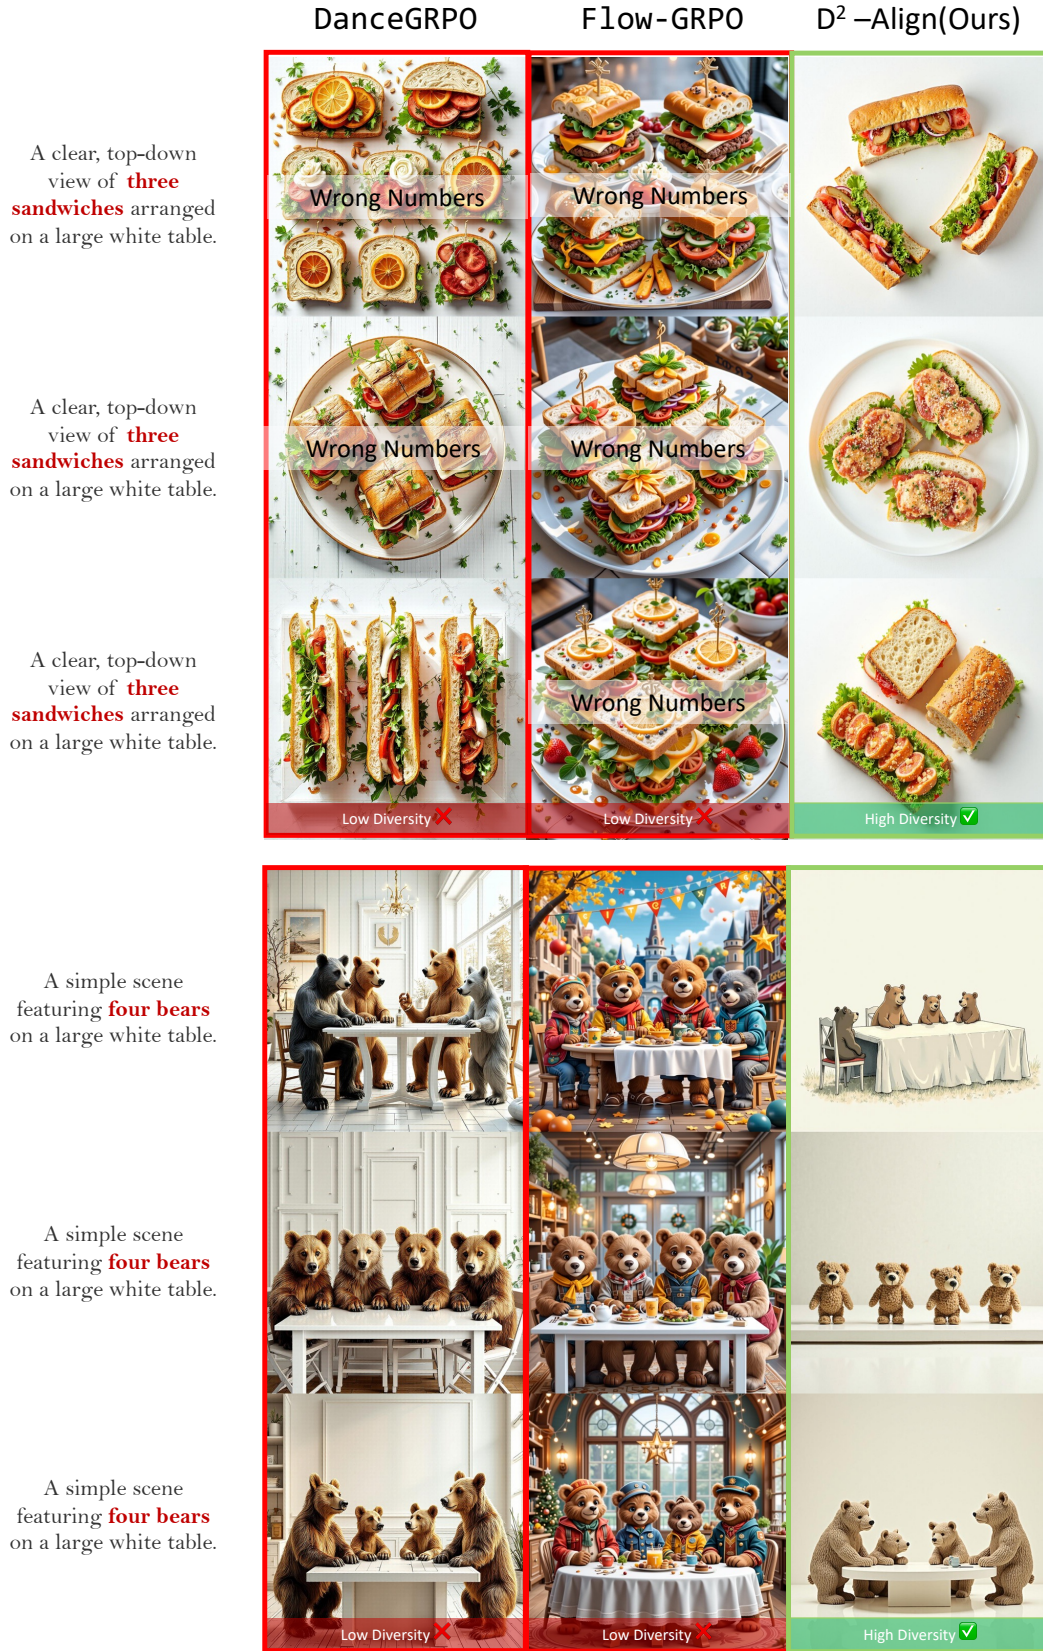 DanceGRPO Flow-GRPO D² –Align(Ours)
A clear, top-down
view of three
sandwiches arranged
on a large white table.
Wrong Numbers Wrong Numbers
A clear, top-down
view of three
sandwiches arranged
on a large white table.
Wrong Numbers Wrong Numbers
A clear, top-down
view of three
sandwiches arranged
on a large white table.
Wrong Numbers
Low Diversity ❌ Low Diversity ❌ High Diversity ✅
A simple scene
featuring four bears
on a large white table.
A simple scene
featuring four bears
on a large white table.
A simple scene
featuring four bears
on a large white table.
Low Diversity ❌ Low Diversity ❌ High Diversity ✅